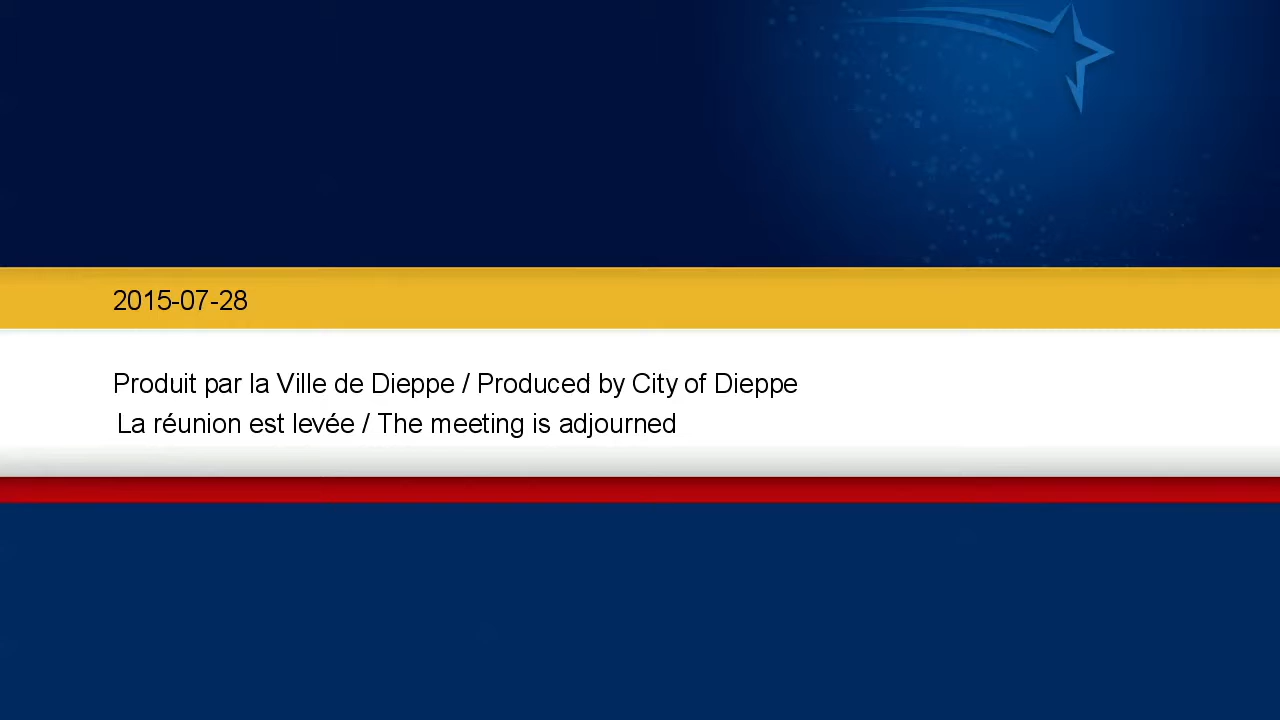 2015-07-28
Produit par la Ville de Dieppe / Produced by City of Dieppe
La réunion est levée / The meeting is adjourned